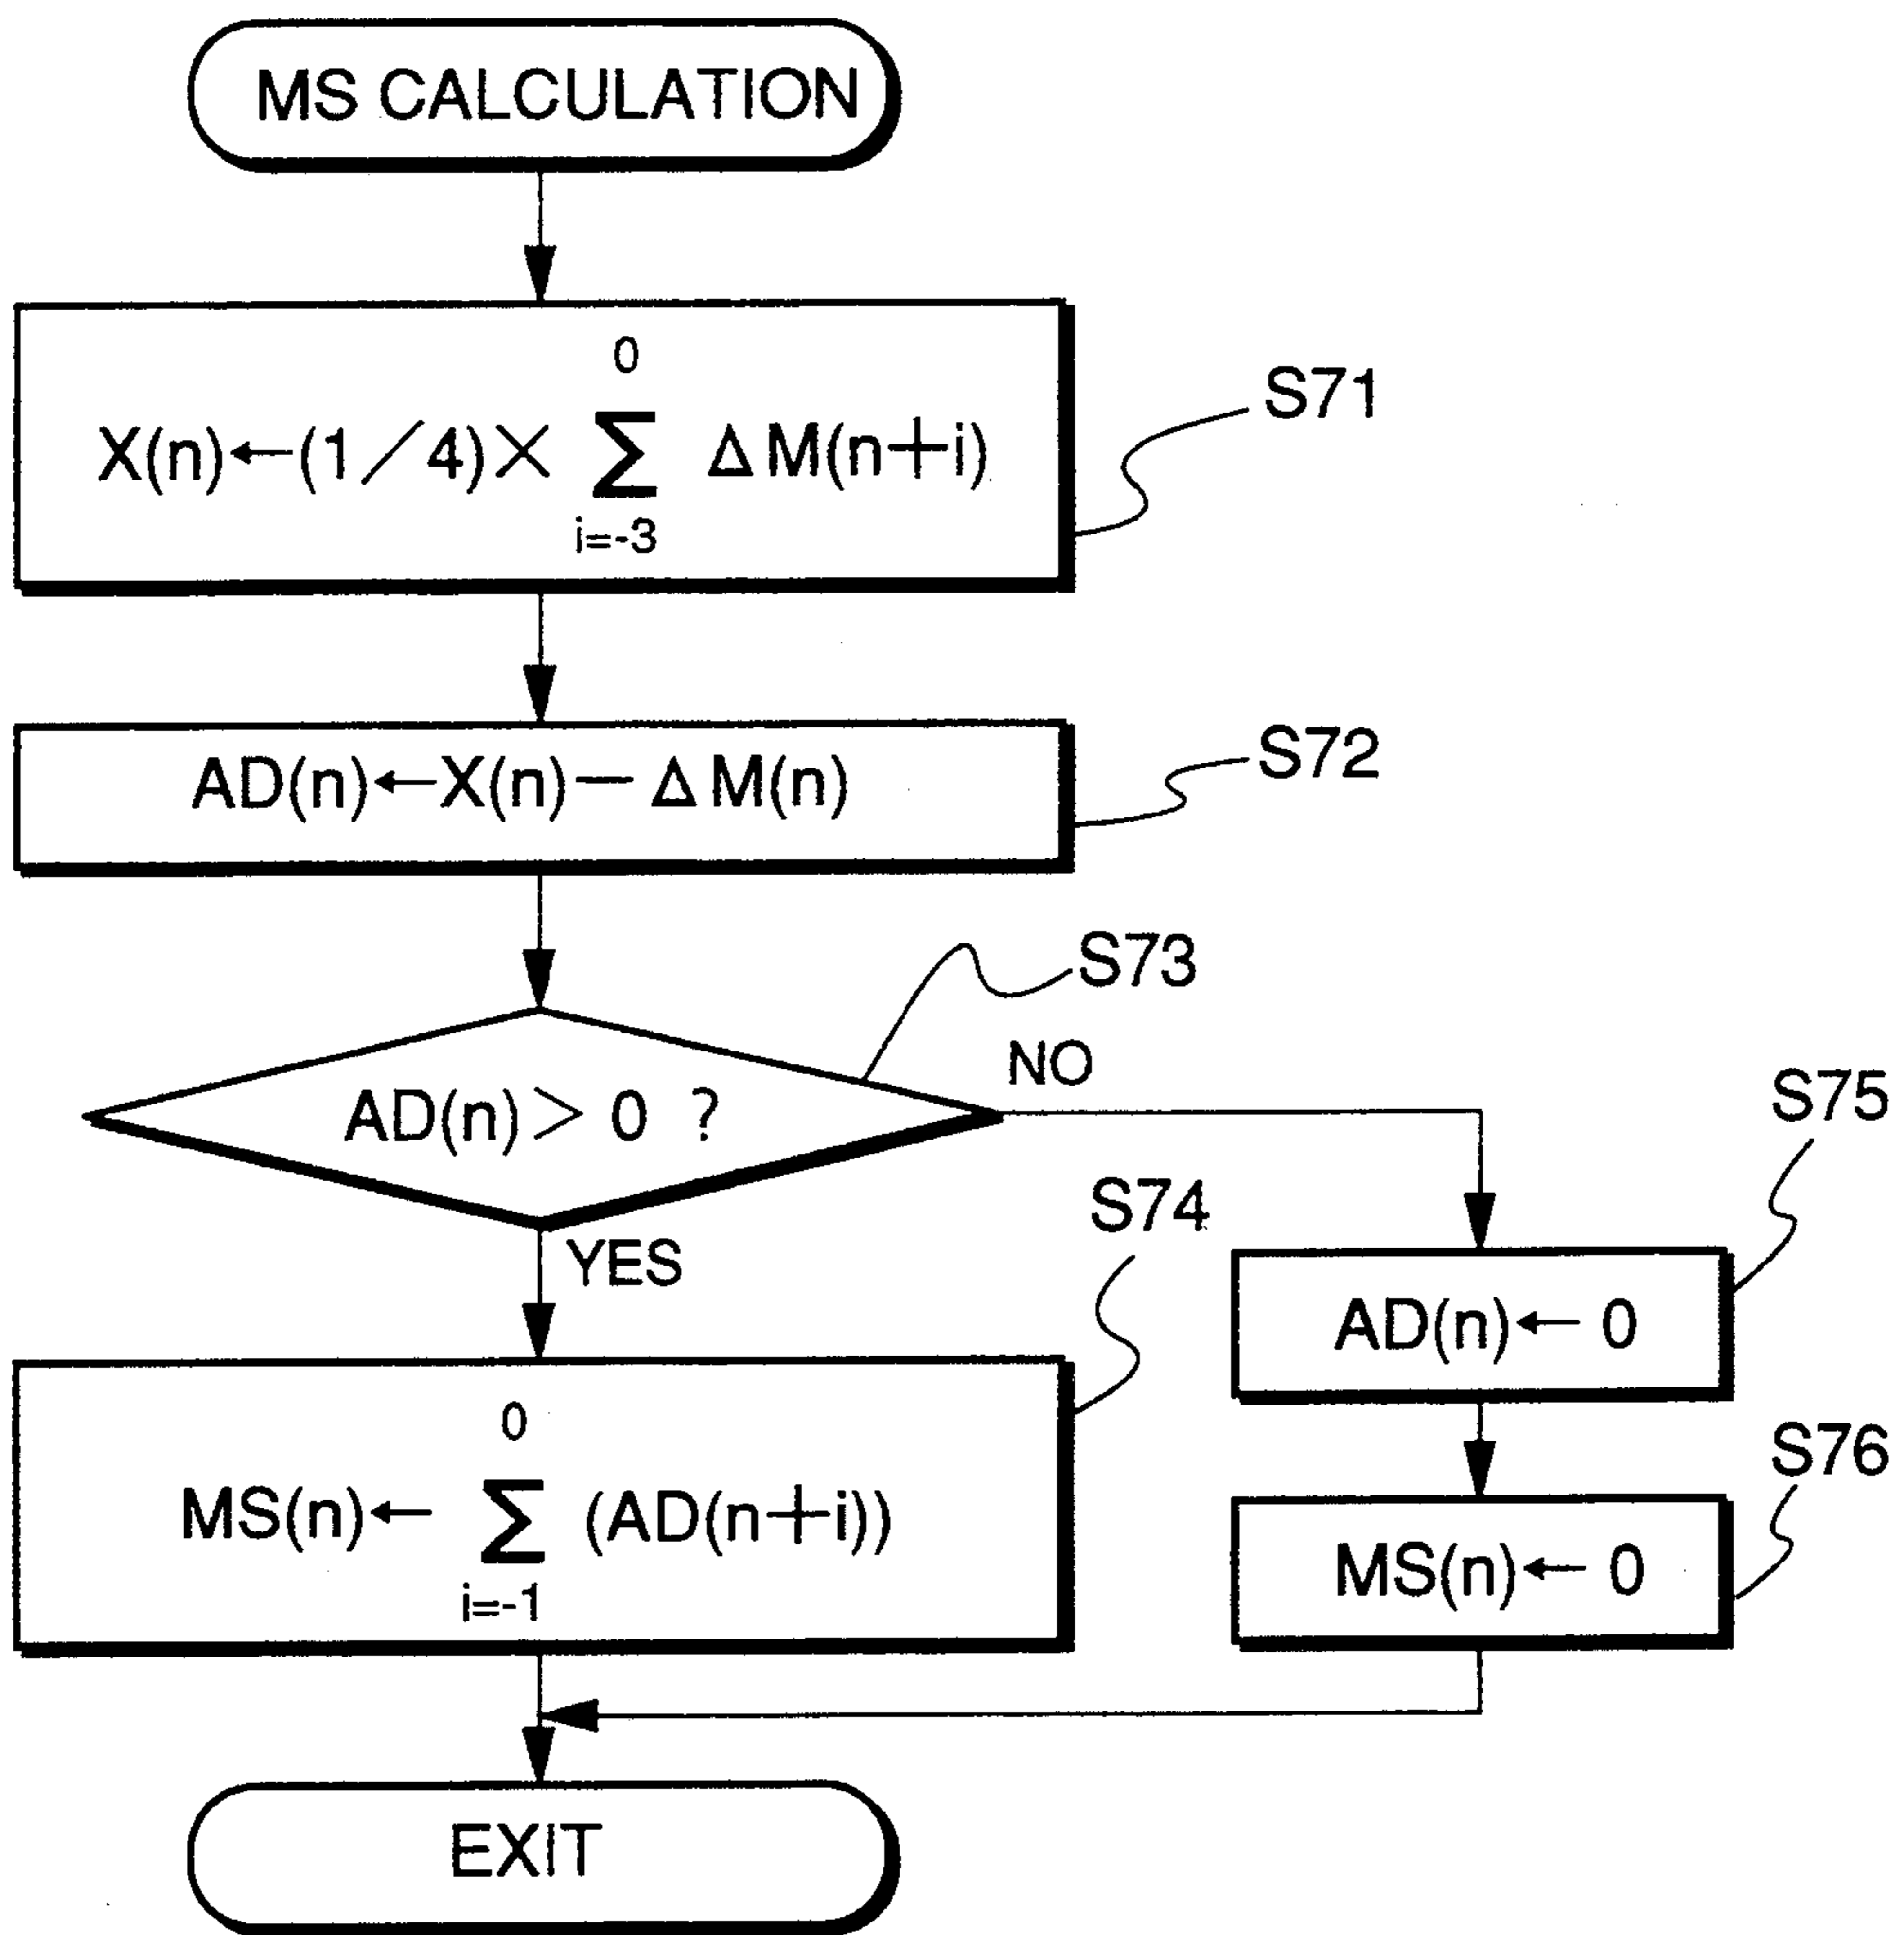 MS CALCULATION
0
X(n)←(1/4)× Σ ΔM(n+i)
i=-3
S71
AD(n)←X(n)－ΔM(n)
S72
S73
AD(n)＞ 0 ?
NO
YES
S74
0
MS(n)← Σ (AD(n+i))
i=-1
S75
AD(n)← 0
S76
MS(n)← 0
EXIT